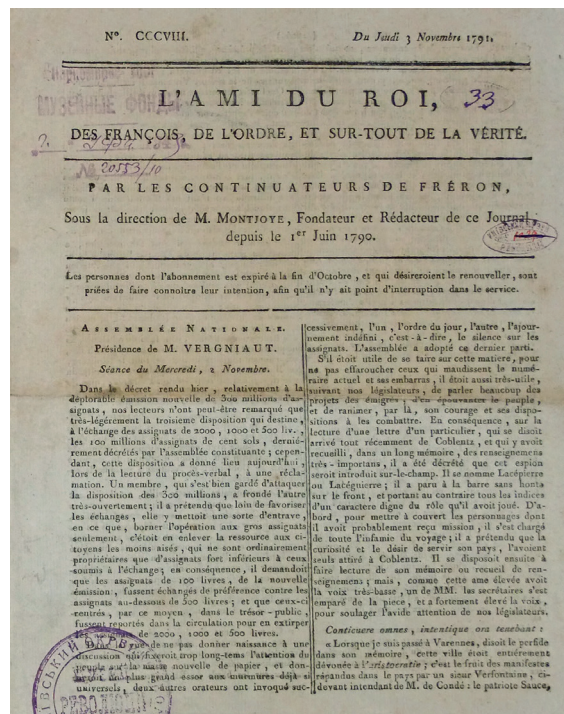 N°. CCCVIII.
Du Jeudi 3 Novembre 1791.
L'AMI DU ROI,
33
DES FRANÇOIS, DE L'ORDRE, ET SUR-TOUT DE LA VÉRITÉ.
МУЗЕЙНЫЕ ФОНДЫ
№ 20553/10
PAR LES CONTINUATEURS DE FRÉRON,
Sous la direction de M. MONTJOYE, Fondateur et Rédacteur de ce Journal,
depuis le 1er Juin 1790.
Les personnes dont l'abonnement est expiré à la fin d'Octobre, et qui désireroient le renouveller, sont
priées de faire connoître leur intention, afin qu'il n'y ait point d'interruption dans le service.
ASSEMBLÉE NATIONALE.
Présidence de M. VERGNIAUT.
Séance du Mercredi, 2 Novembre.
Dans le décret rendu hier, relativement à la
déplorable émission nouvelle de 300 millions d'as-
signats, nos lecteurs n'ont peut-être remarqué que
très-légérement la troisième disposition qui destine,
à l'échange des assignats de 2000, 1000 et 500 liv.,
les 100 millions d'assignats de cent sols, derniè-
rement décrétés par l'assemblée constituante; cepen-
dant, cette disposition a donné lieu aujourd'hui,
lors de la lecture du procès-verbal, à une récla-
mation. Un membre, qui s'est bien gardé d'attaquer
la disposition des 300 millions, a frondé l'autre
très-ouvertement; il a prétendu que loin de favoriser
les échanges, elle y mettoit une sorte d'entrave,
en ce que, borner l'opération aux gros assignats
seulement, c'étoit en enlever la ressource aux ci-
toyens les moins aisés, qui ne sont ordinairement
propriétaires que d'assignats fort inférieurs à ceux
soumis à l'échange; en conséquence, il demandoit
que les assignats de 100 livres, de la nouvelle
émission, fussent échangés de préférence contre les
assignats au-dessous de 500 livres; et que ceux-ci
rentrés, par ce moyen, dans le trésor-public,
fussent reportés dans la circulation pour en extirper
les de 2000, 1000 et 500 livres.
que de ne pas donner naissance à une
discussion qui fixeroit trop long-tems l'attention du
peuple sur la masse nouvelle de papier, et don-
plus grand essor aux murmures déjà si
universels, deux autres orateurs ont invoqué suc-
cessivement, l'un, l'ordre du jour, l'autre, l'ajour-
nement indéfini, c'est-à-dire, le silence sur les
assignats. L'assemblée a adopté ce dernier parti.
S'il étoit utile de se taire sur cette matiere, pour
ne pas effaroucher ceux qui maudissent le numé-
raire actuel et ses embarras, il étoit aussi très-utile,
suivant nos législateurs, de parler beaucoup des
projets des émigrés, d'en épouvanter le peuple,
et de ranimer, par là, son courage et ses dispo-
sitions à les combattre. En conséquence, sur la
lecture d'une lettre d'un particulier, qui se disoit
arrivé tout récemment de Coblentz, et qui y avoit
recueilli, dans un long mémoire, des renseignemens
très-importans, il a été décrété que cet espion
seroit introduit sur-le-champ. Il se nomme Lacépierre
ou Lacégnierre; il a paru à la barre sans honte
sur le front, et portant au contraire tous les indices
d'un caractere digne du rôle qu'il avoit joué. D'a-
bord, pour mettre à couvert les personnages dont
il avoit probablement reçu mission, il s'est chargé
de toute l'infamie du voyage; il a prétendu que la
curiosité et le désir de servir son pays, l'avoient
seuls attiré à Coblentz. Il se disposoit ensuite à
faire lecture de son mémoire ou recueil de ren-
seignemens; mais, comme cette ame élevée avoit
la voix très-basse, un de MM. les secrétaires s'est
emparé de la piece, et a fortement élevé la voix,
pour soulager l'avide attention de nos législateurs.
Conticuere omnes, intentique ora tenebant:
« Lorsque je suis passé à Varennes, disoit le perfide
dans son mémoire, cette ville étoit entiérement
dévouée à l'aristocratie; c'est le fruit des manifestes
répandus dans le pays par un sieur Verfontaine, ci-
devant intendant de M. de Condé: le patriote Sauce,